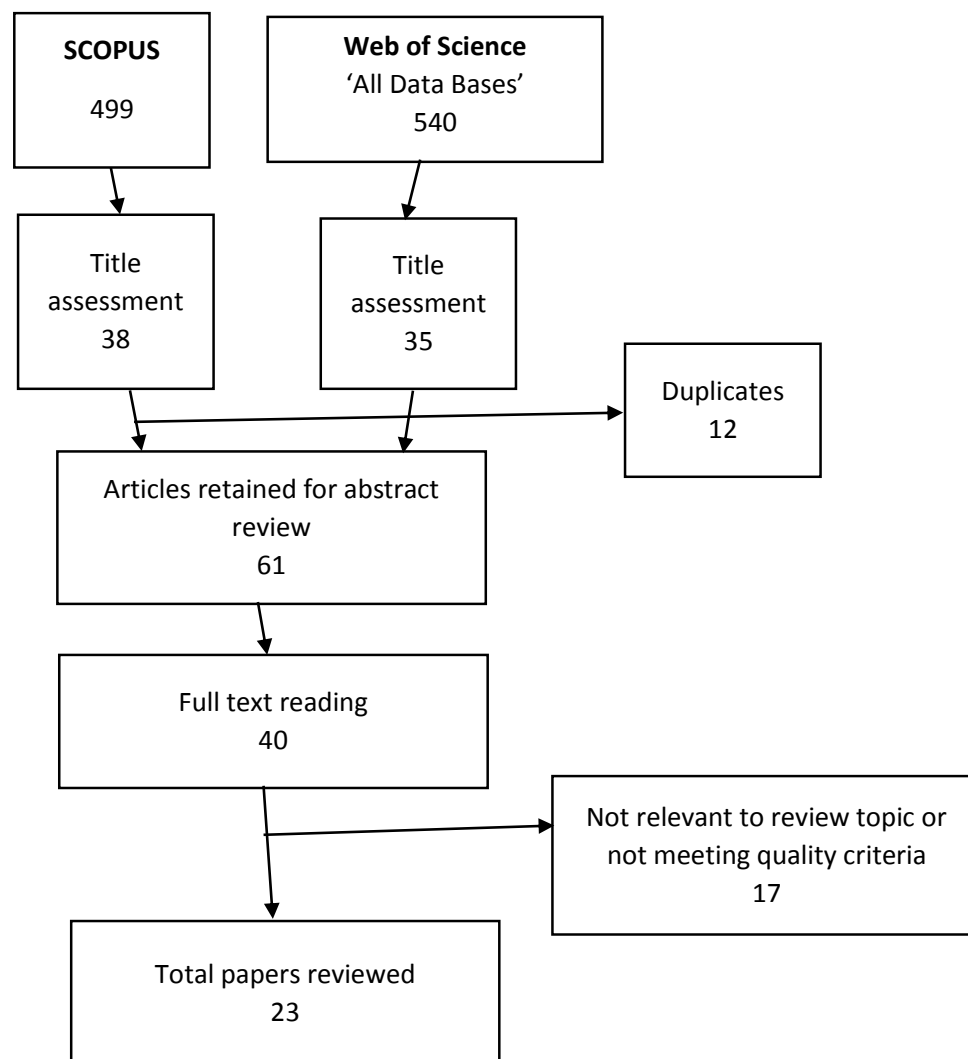 SCOPUS
499
Web of Science
‘All Data Bases’
540
Title
assessment
38
Title
assessment
35
Duplicates
12
Articles retained for abstract
review
61
Full text reading
40
Not relevant to review topic or
not meeting quality criteria
17
Total papers reviewed
23